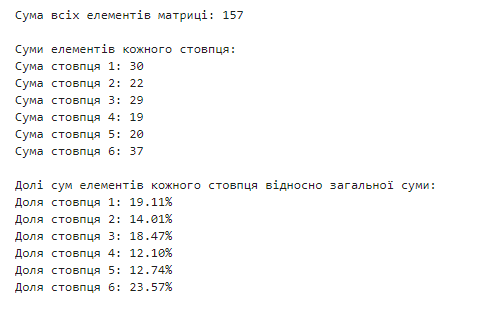 Сума всіх елементів матриці: 157
Суми елементів кожного стовпця:
Сума стовпця 1: 30
Сума стовпця 2: 22
Сума стовпця 3: 29
Сума стовпця 4: 19
Сума стовпця 5: 20
Сума стовпця 6: 37
Долі сум елементів кожного стовпця відносно загальної суми:
Доля стовпця 1: 19.11%
Доля стовпця 2: 14.01%
Доля стовпця 3: 18.47%
Доля стовпця 4: 12.10%
Доля стовпця 5: 12.74%
Доля стовпця 6: 23.57%